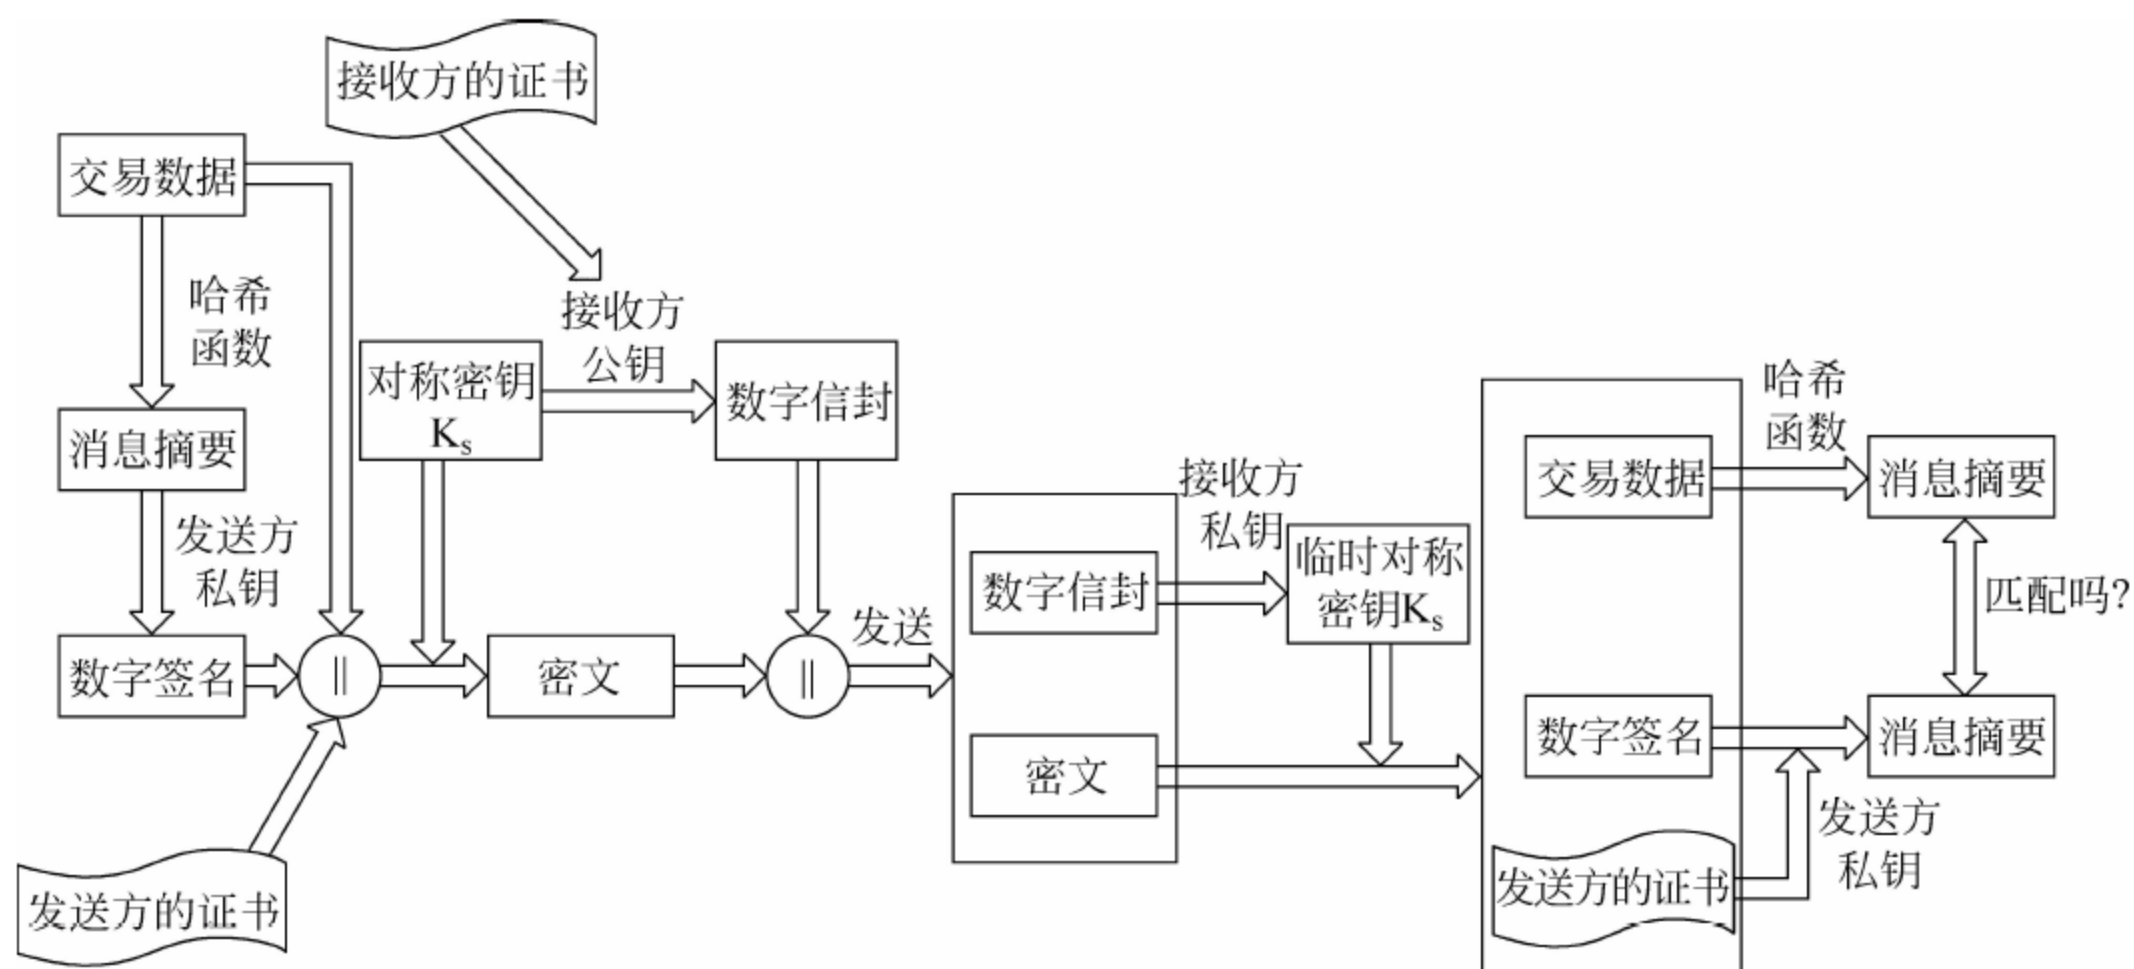 接收方的证书
交易数据
哈希
函数
接收方
公钥
对称密钥
Ks
数字信封
消息摘要
发送方
私钥
数字签名
||
密文
||
发送
发送方的证书
数字信封
密文
接收方
私钥
临时对称
密钥Ks
交易数据
哈希
函数
消息摘要
匹配吗?
数字签名
消息摘要
发送方的证书
发送方
私钥